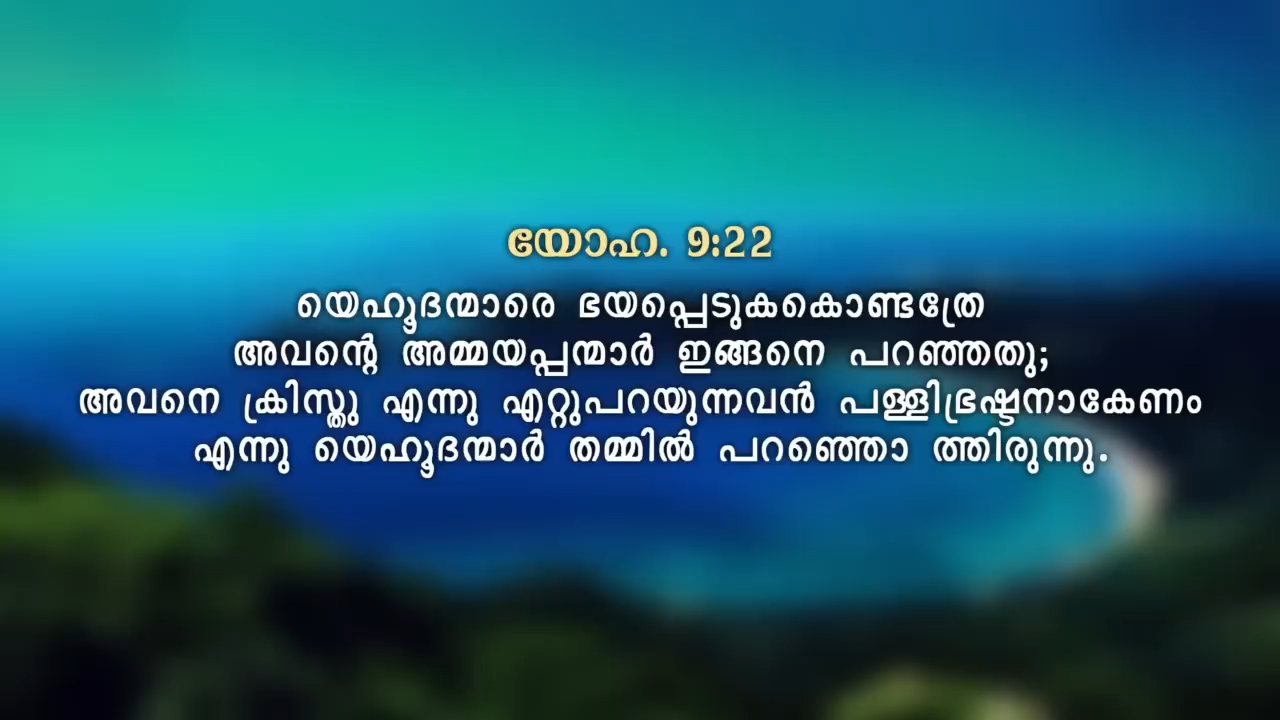 യോഹ. 9:22
യെഹൂദന്മാരെ ഭയപ്പെടുകകൊണ്ടത്രേ
അവന്റെ അമ്മയപ്പന്മാർ ഇങ്ങനെ പറഞ്ഞതു;
അവനെ ക്രിസ്തു എന്നു എറ്റുപറയുന്നവൻ പള്ളിഭ്രഷ്ടനാകേണം
എന്നു യെഹൂദന്മാർ തമ്മിൽ പറഞ്ഞൊ ത്തിരുന്നു.